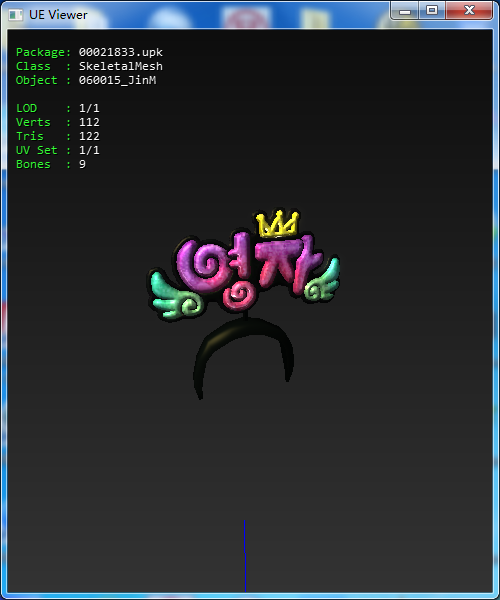 UE Viewer
Package: 00021833.upk
Class : SkeletalMesh
Object : 060015_JinM
LOD : 1/1
Verts : 112
Tris : 122
UV Set : 1/1
Bones : 9
영자